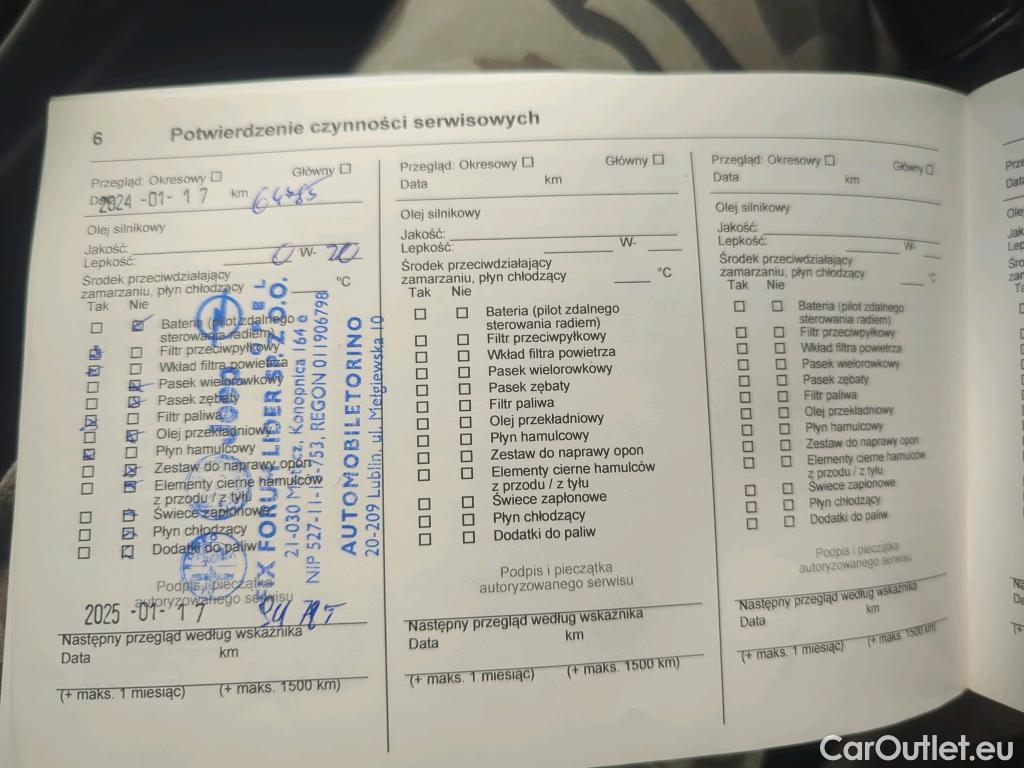 6 Potwierdzenie czynności serwisowych
Przegląd: Okresowy ☐ Główny ☐
2024 -01- 17 km
Olej silnikowy
Jakość:
Lepkość: 0 W- 20
Środek przeciwdziałający
zamarzaniu, płyn chłodzący °C
Tak Nie
Bateria (pilot zdalnego
sterowania radiem)
Filtr przeciwpyłkowy
Wkład filtra powietrza
Pasek wielorowkowy
Pasek zębaty
Filtr paliwa
Olej przekładniowy
Płyn hamulcowy
Zestaw do naprawy opon
Elementy cierne hamulców
z przodu / z tyłu
Świece zapłonowe
Płyn chłodzący
Dodatki do paliw
Podpis i pieczątka
autoryzowanego serwisu
2025 -01- 17
Następny przegląd według wskaźnika
Data km
(+ maks. 1 miesiąc) (+ maks. 1500 km)
FORUM LIDER SP. Z O.O.
Konopnica 164
REGON 011906798
AUTOMOBILETORINO
20-209 Lublin, ul. Mełgiewska 10
Przegląd: Okresowy ☐ Główny ☐
Data km
Olej silnikowy
Jakość:
Lepkość: W-
Środek przeciwdziałający
zamarzaniu, płyn chłodzący °C
Tak Nie
Bateria (pilot zdalnego
sterowania radiem)
Filtr przeciwpyłkowy
Wkład filtra powietrza
Pasek wielorowkowy
Pasek zębaty
Filtr paliwa
Olej przekładniowy
Płyn hamulcowy
Zestaw do naprawy opon
Elementy cierne hamulców
z przodu / z tyłu
Świece zapłonowe
Płyn chłodzący
Dodatki do paliw
Podpis i pieczątka
autoryzowanego serwisu
Następny przegląd według wskaźnika
Data km
(+ maks. 1 miesiąc) (+ maks. 1500 km)
Przegląd: Okresowy ☐ Główny ☐
Data km
Olej silnikowy
Jakość:
Lepkość: W-
Środek przeciwdziałający
zamarzaniu, płyn chłodzący °C
Tak Nie
Bateria (pilot zdalnego
sterowania radiem)
Filtr przeciwpyłkowy
Wkład filtra powietrza
Pasek wielorowkowy
Pasek zębaty
Filtr paliwa
Olej przekładniowy
Płyn hamulcowy
Zestaw do naprawy opon
Elementy cierne hamulców
z przodu / z tyłu
Świece zapłonowe
Płyn chłodzący
Dodatki do paliw
Podpis i pieczątka
autoryzowanego serwisu
Następny przegląd według wskaźnika
Data km
(+ maks. 1 miesiąc) (+ maks. 1500 km)
CarOutlet.eu